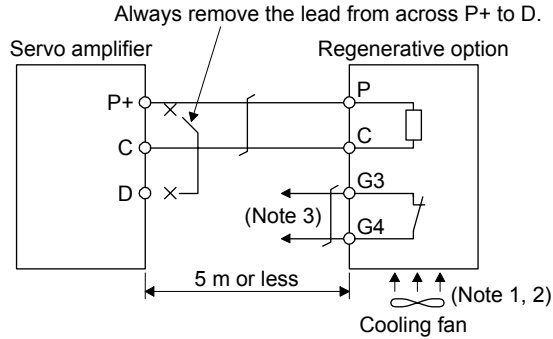 Always remove the lead from across P+ to D.
Servo amplifier
Regenerative option
P+
P
C
C
D
G3
(Note 3)
G4
5 m or less
(Note 1, 2)
Cooling fan